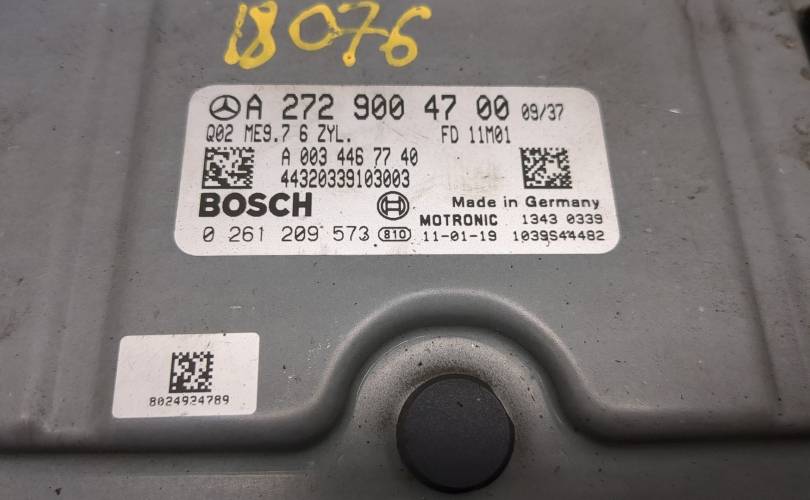 18076
A 272 900 47 00 09/37
Q02 ME9.7 6 ZYL. FD 11M01
A 003 446 77 40
44320339103003
BOSCH Made in Germany
MOTRONIC 1343 0339
0 261 209 573 810 11-01-19 1039S44482
8024924789